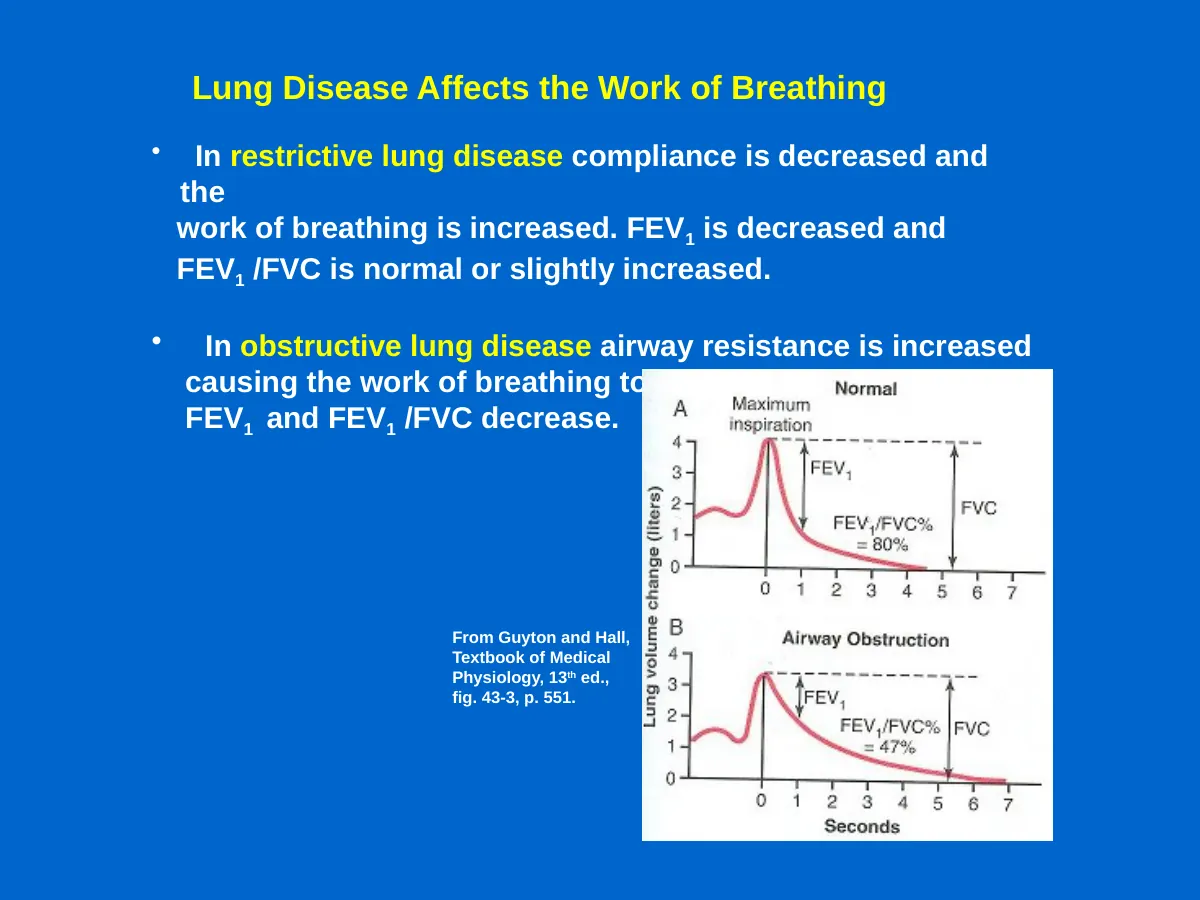 Lung Disease Affects the Work of Breathing
• In restrictive lung disease compliance is decreased and
the
work of breathing is increased. FEV1 is decreased and
FEV1 /FVC is normal or slightly increased.
• In obstructive lung disease airway resistance is increased
causing the work of breathing to
FEV1 and FEV1 /FVC decrease.
Normal
A
Maximum
inspiration
4
3
2
1
0
FEV1
FVC
FEV1/FVC%
= 80%
0 1 2 3 4 5 6 7
Lung volume change (liters)
B
Airway Obstruction
4
3
2
1
0
FEV1
FEV1/FVC%
= 47%
FVC
0 1 2 3 4 5 6 7
Seconds
From Guyton and Hall,
Textbook of Medical
Physiology, 13th ed.,
fig. 43-3, p. 551.